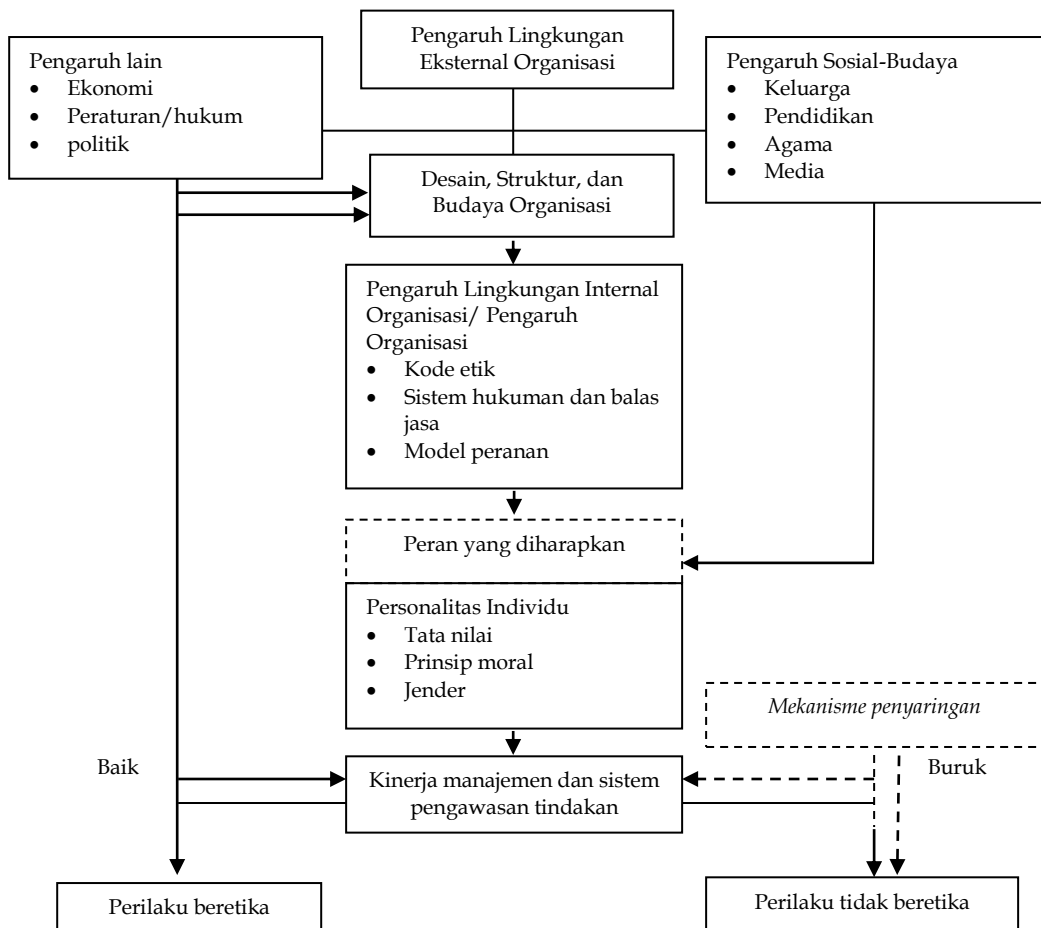 Pengaruh Lingkungan
Eksternal Organisasi
Pengaruh lain
• Ekonomi
• Peraturan/hukum
• politik
Pengaruh Sosial-Budaya
• Keluarga
• Pendidikan
• Agama
• Media
Desain, Struktur, dan
Budaya Organisasi
Pengaruh Lingkungan Internal
Organisasi/ Pengaruh
Organisasi
• Kode etik
• Sistem hukuman dan balas
jasa
• Model peranan
Peran yang diharapkan
Personalitas Individu
• Tata nilai
• Prinsip moral
• Jender
Mekanisme penyaringan
Baik
Kinerja manajemen dan sistem
pengawasan tindakan
Buruk
Perilaku beretika
Perilaku tidak beretika